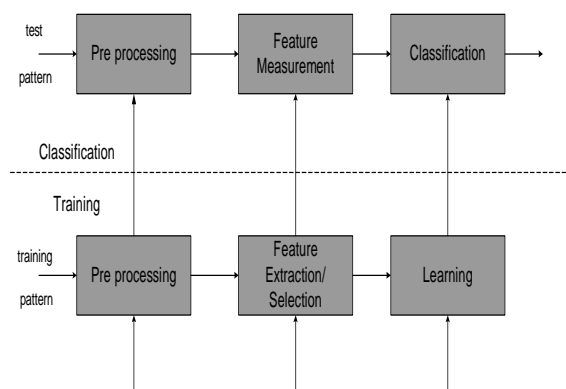 test
pattern
Pre processing
Feature
Measurement
Classification
Classification
Training
training
pattern
Pre processing
Feature
Extraction/
Selection
Learning